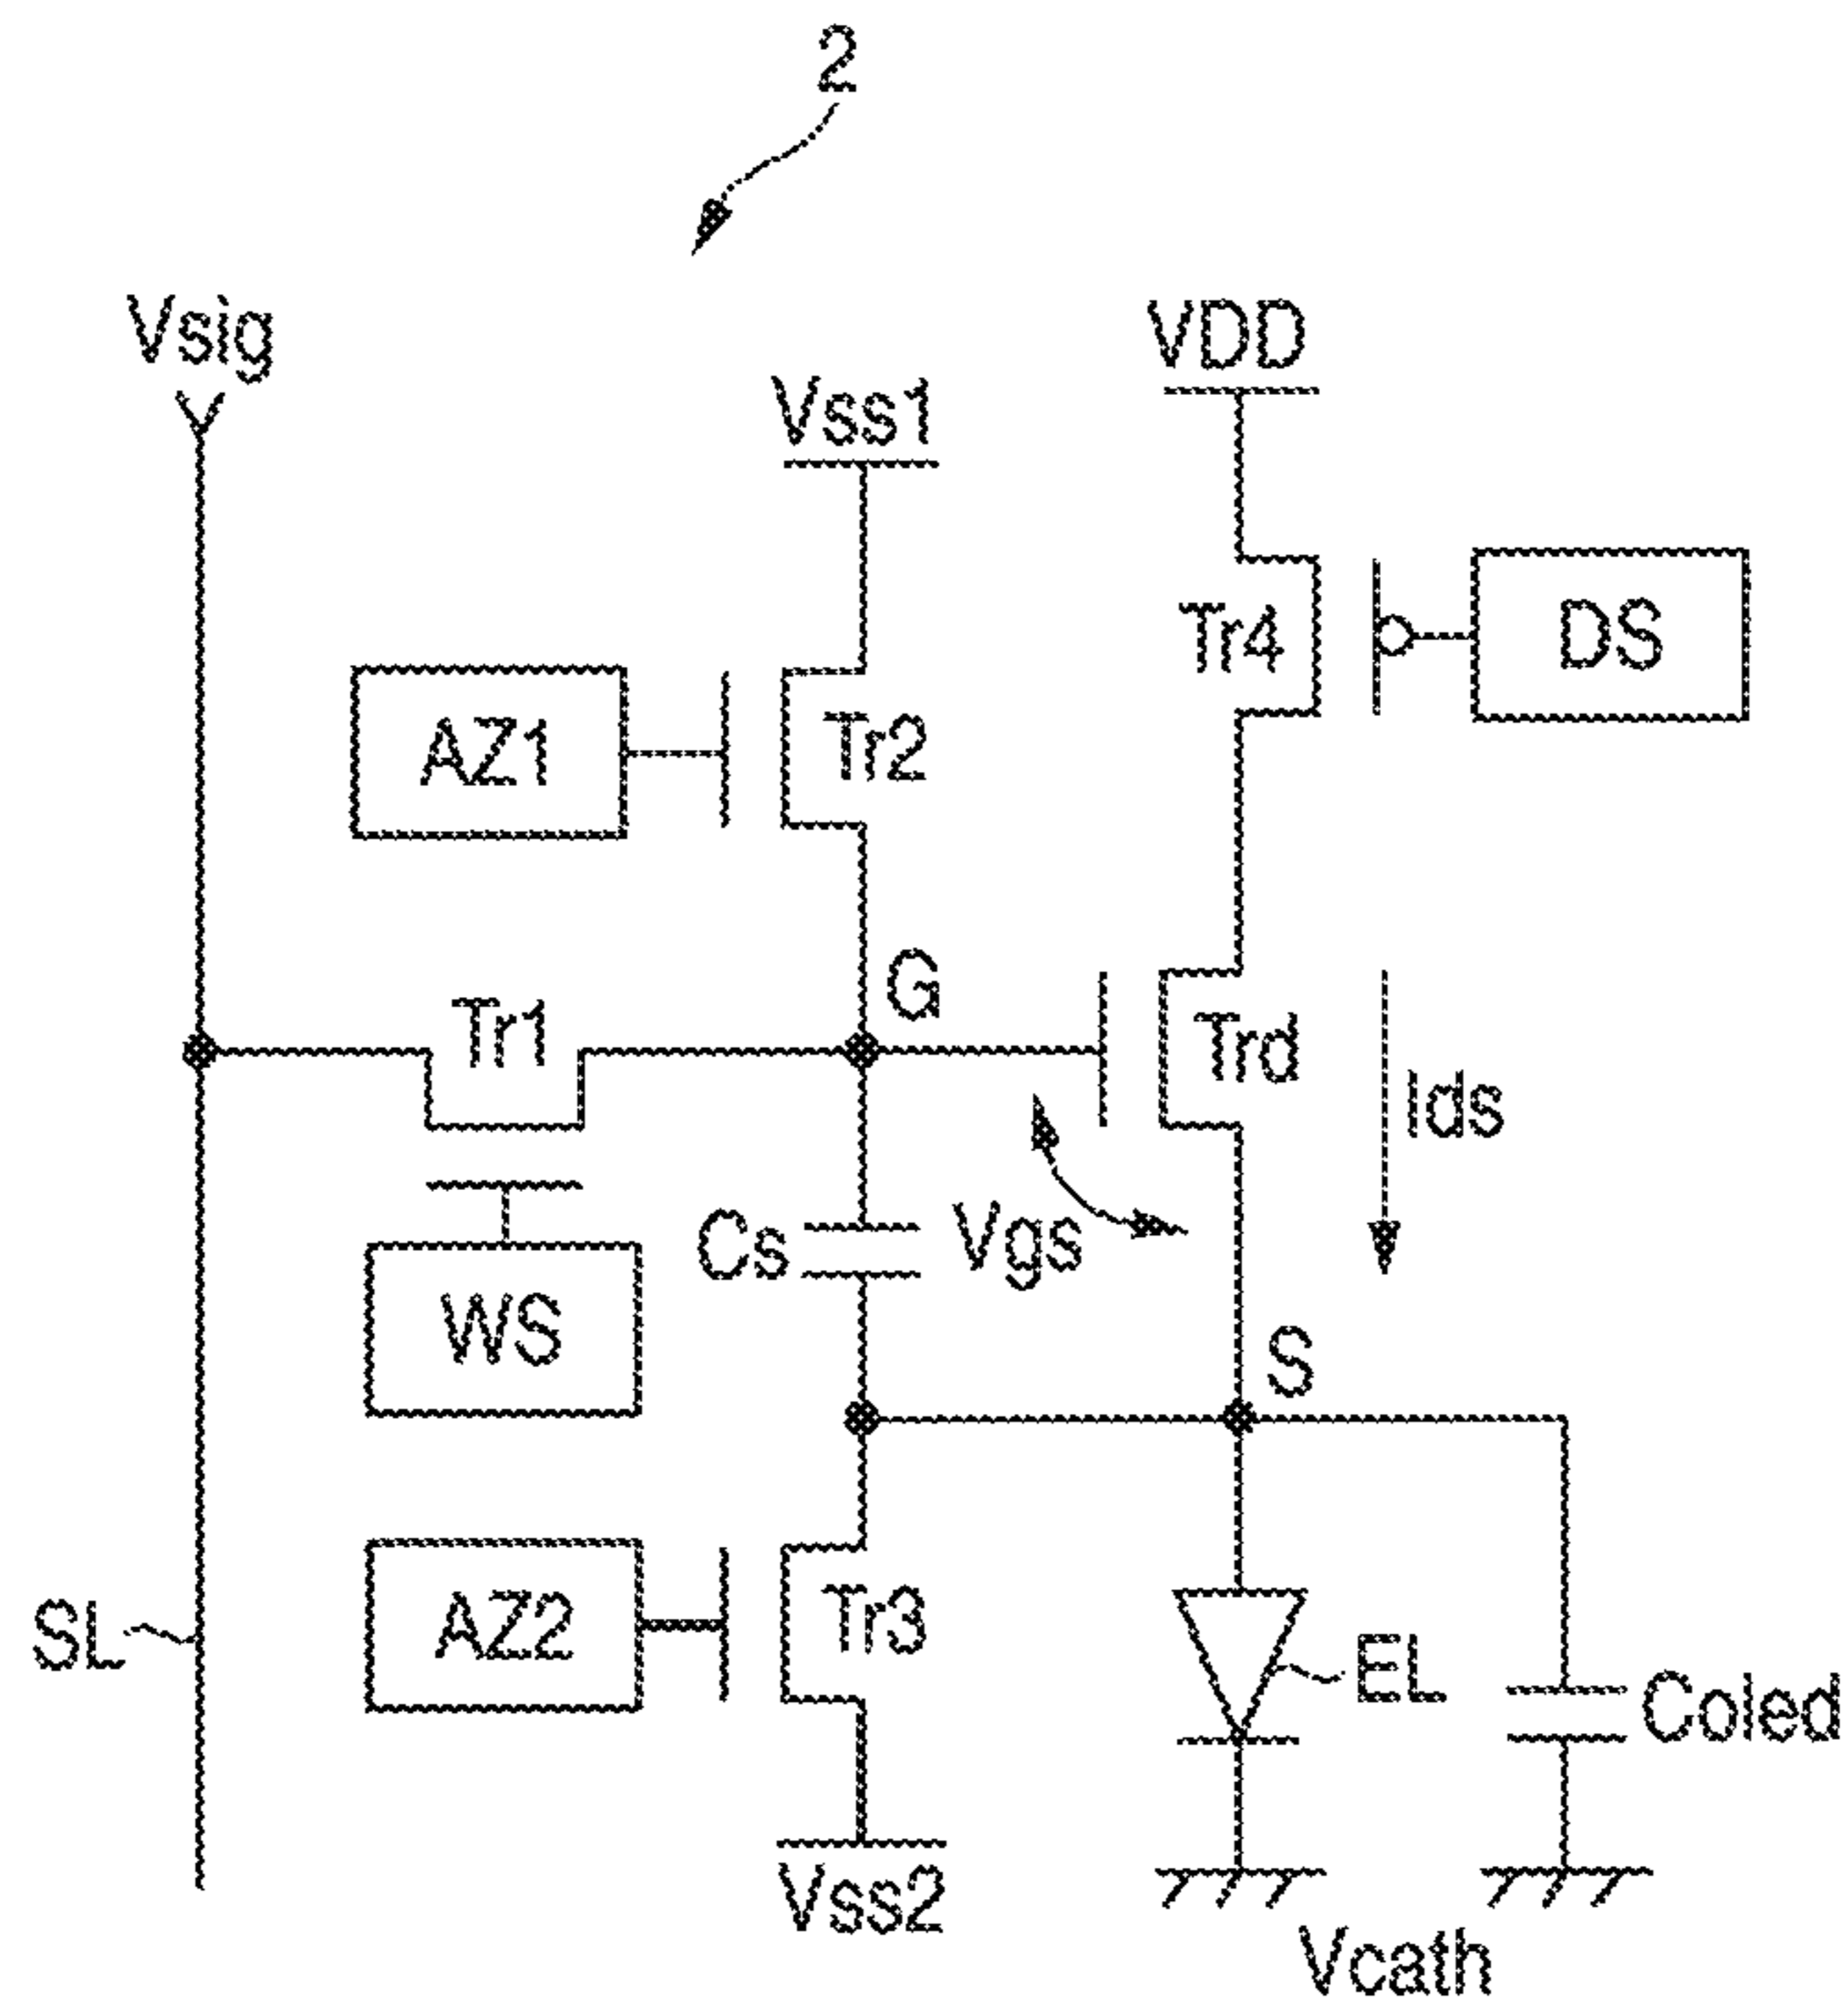 2
Vsig
VDD
Vss1
Tr4
DS
AZ1
Tr2
G
Tr1
Trd
Ids
Cs
Vgs
WS
S
SL
AZ2
Tr3
EL
Coled
Vss2
Vcath